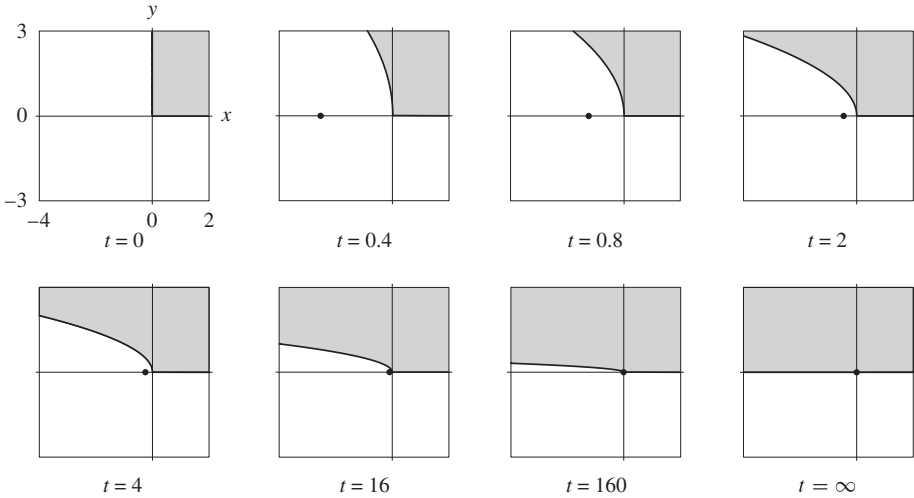 y
3
0
x
−3
−4 0 2
t = 0
t = 0.4
t = 0.8
t = 2
t = 4
t = 16
t = 160
t = ∞